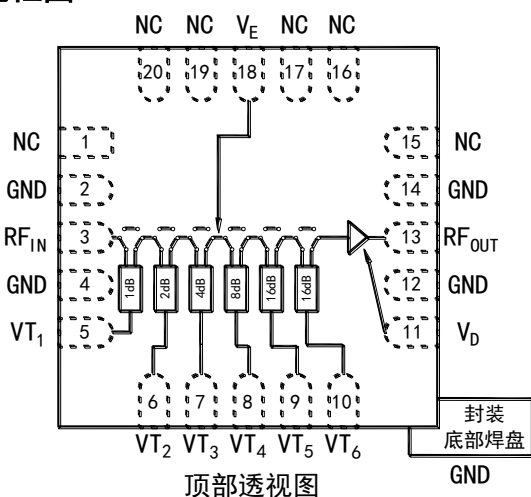 NC NC V_E NC NC
20 19 18 17 16
NC 1 15 NC
GND 2 14 GND
RF_IN 3 13 RF_OUT
GND 4 12 GND
1dB 2dB 4dB 8dB 16dB 16dB
VT_1 5 11 V_D
6 7 8 9 10
VT_2 VT_3 VT_4 VT_5 VT_6
封装
底部焊盘
GND
顶部透视图